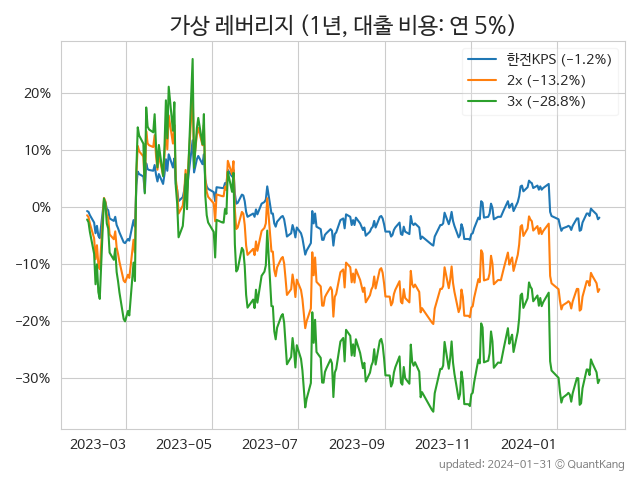 가상 레버리지 (1년, 대출 비용: 연 5%)
한전KPS (−1.2%)
2x (−13.2%)
3x (−28.8%)
20%
10%
0%
−10%
−20%
−30%
2023-03 2023-05 2023-07 2023-09 2023-11 2024-01
updated: 2024-01-31 © QuantKang